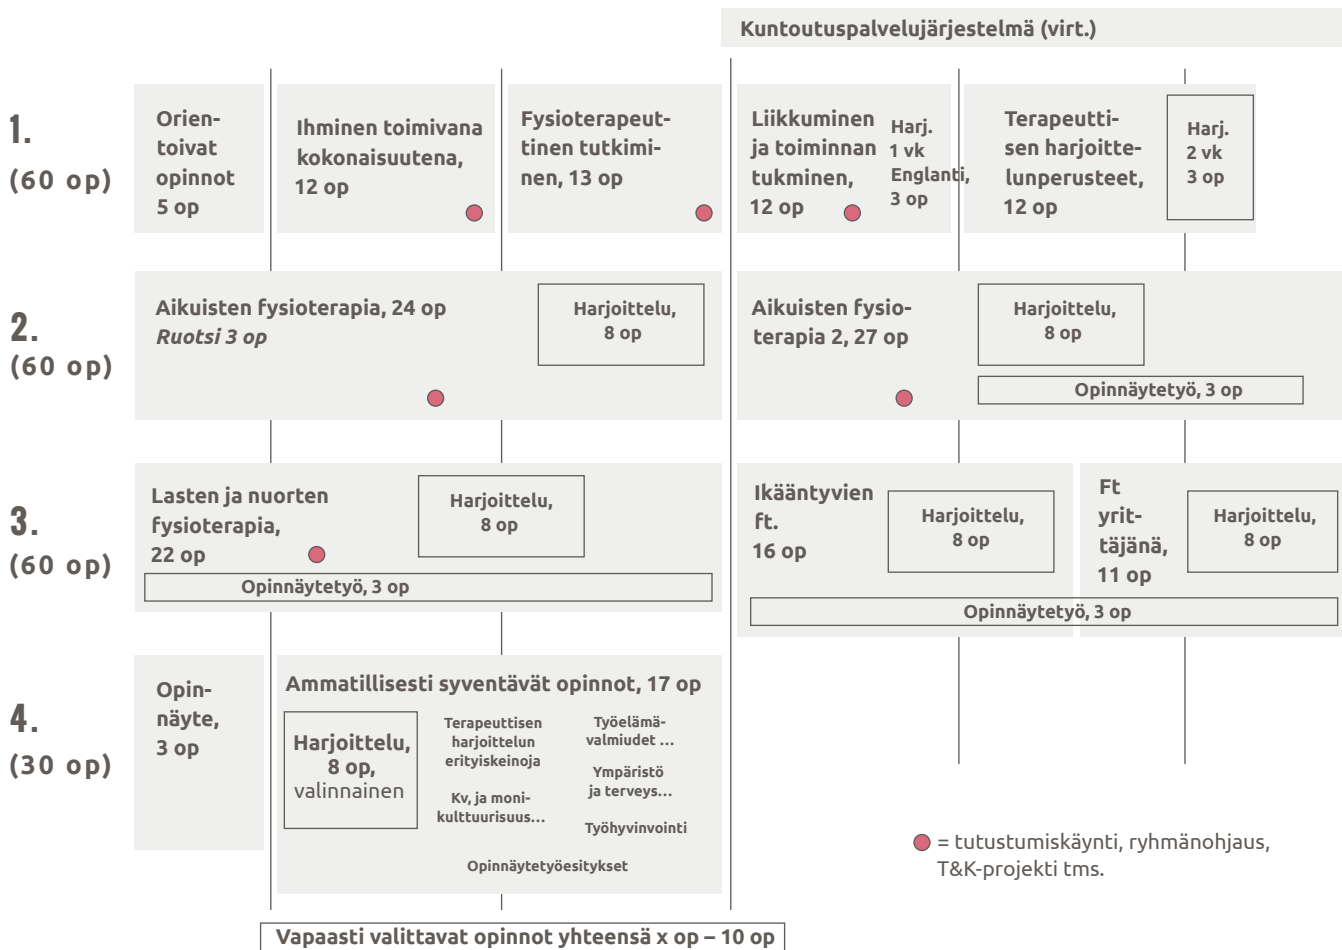 Kuntoutuspalvelujärjestelmä (virt.)
1.
(60 op)
Orien-
toivat
opinnot
5 op
Ihminen toimivana
kokonaisuutena,
12 op
Fysioterapeut-
tinen tutkimi-
nen, 13 op
Liikkuminen
ja toiminnan
tukminen,
12 op
Harj.
1 vk
Englanti,
3 op
Terapeutti-
sen harjoitte-
lunperusteet,
12 op
Harj.
2 vk
3 op
2.
(60 op)
Aikuisten fysioterapia, 24 op
Ruotsi 3 op
Harjoittelu,
8 op
Aikuisten fysio-
terapia 2, 27 op
Harjoittelu,
8 op
Opinnäytetyö, 3 op
3.
(60 op)
Lasten ja nuorten
fysioterapia,
22 op
Harjoittelu,
8 op
Opinnäytetyö, 3 op
Ikääntyvien
ft.
16 op
Harjoittelu,
8 op
Ft
yrit-
täjänä,
11 op
Harjoittelu,
8 op
Opinnäytetyö, 3 op
4.
(30 op)
Opin-
näyte,
3 op
Ammatillisesti syventävät opinnot, 17 op
Harjoittelu,
8 op,
valinnainen
Terapeuttisen
harjoittelun
erityiskeinoja
Kv, ja moni-
kulttuurisuus...
Työelämä-
valmiudet ...
Ympäristö
ja terveys...
Työhyvinvointi
Opinnäytetyöesitykset
= tutustumiskäynti, ryhmänohjaus,
T&K-projekti tms.
Vapaasti valittavat opinnot yhteensä x op – 10 op